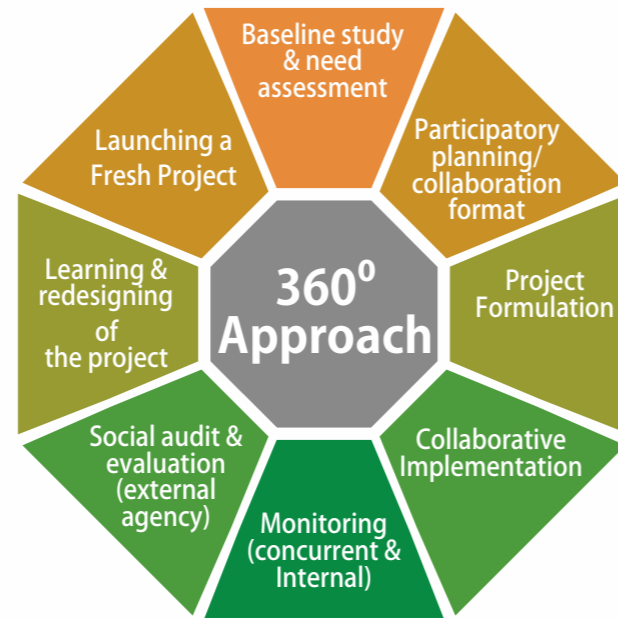 Baseline study
& need
assessment
Participatory
planning/
collaboration
format
Project
Formulation
Collaborative
Implementation
Monitoring
(concurrent &
Internal)
Social audit &
evaluation
(external
agency)
Learning &
redesigning
of
the project
Launching a
Fresh Project
360⁰
Approach